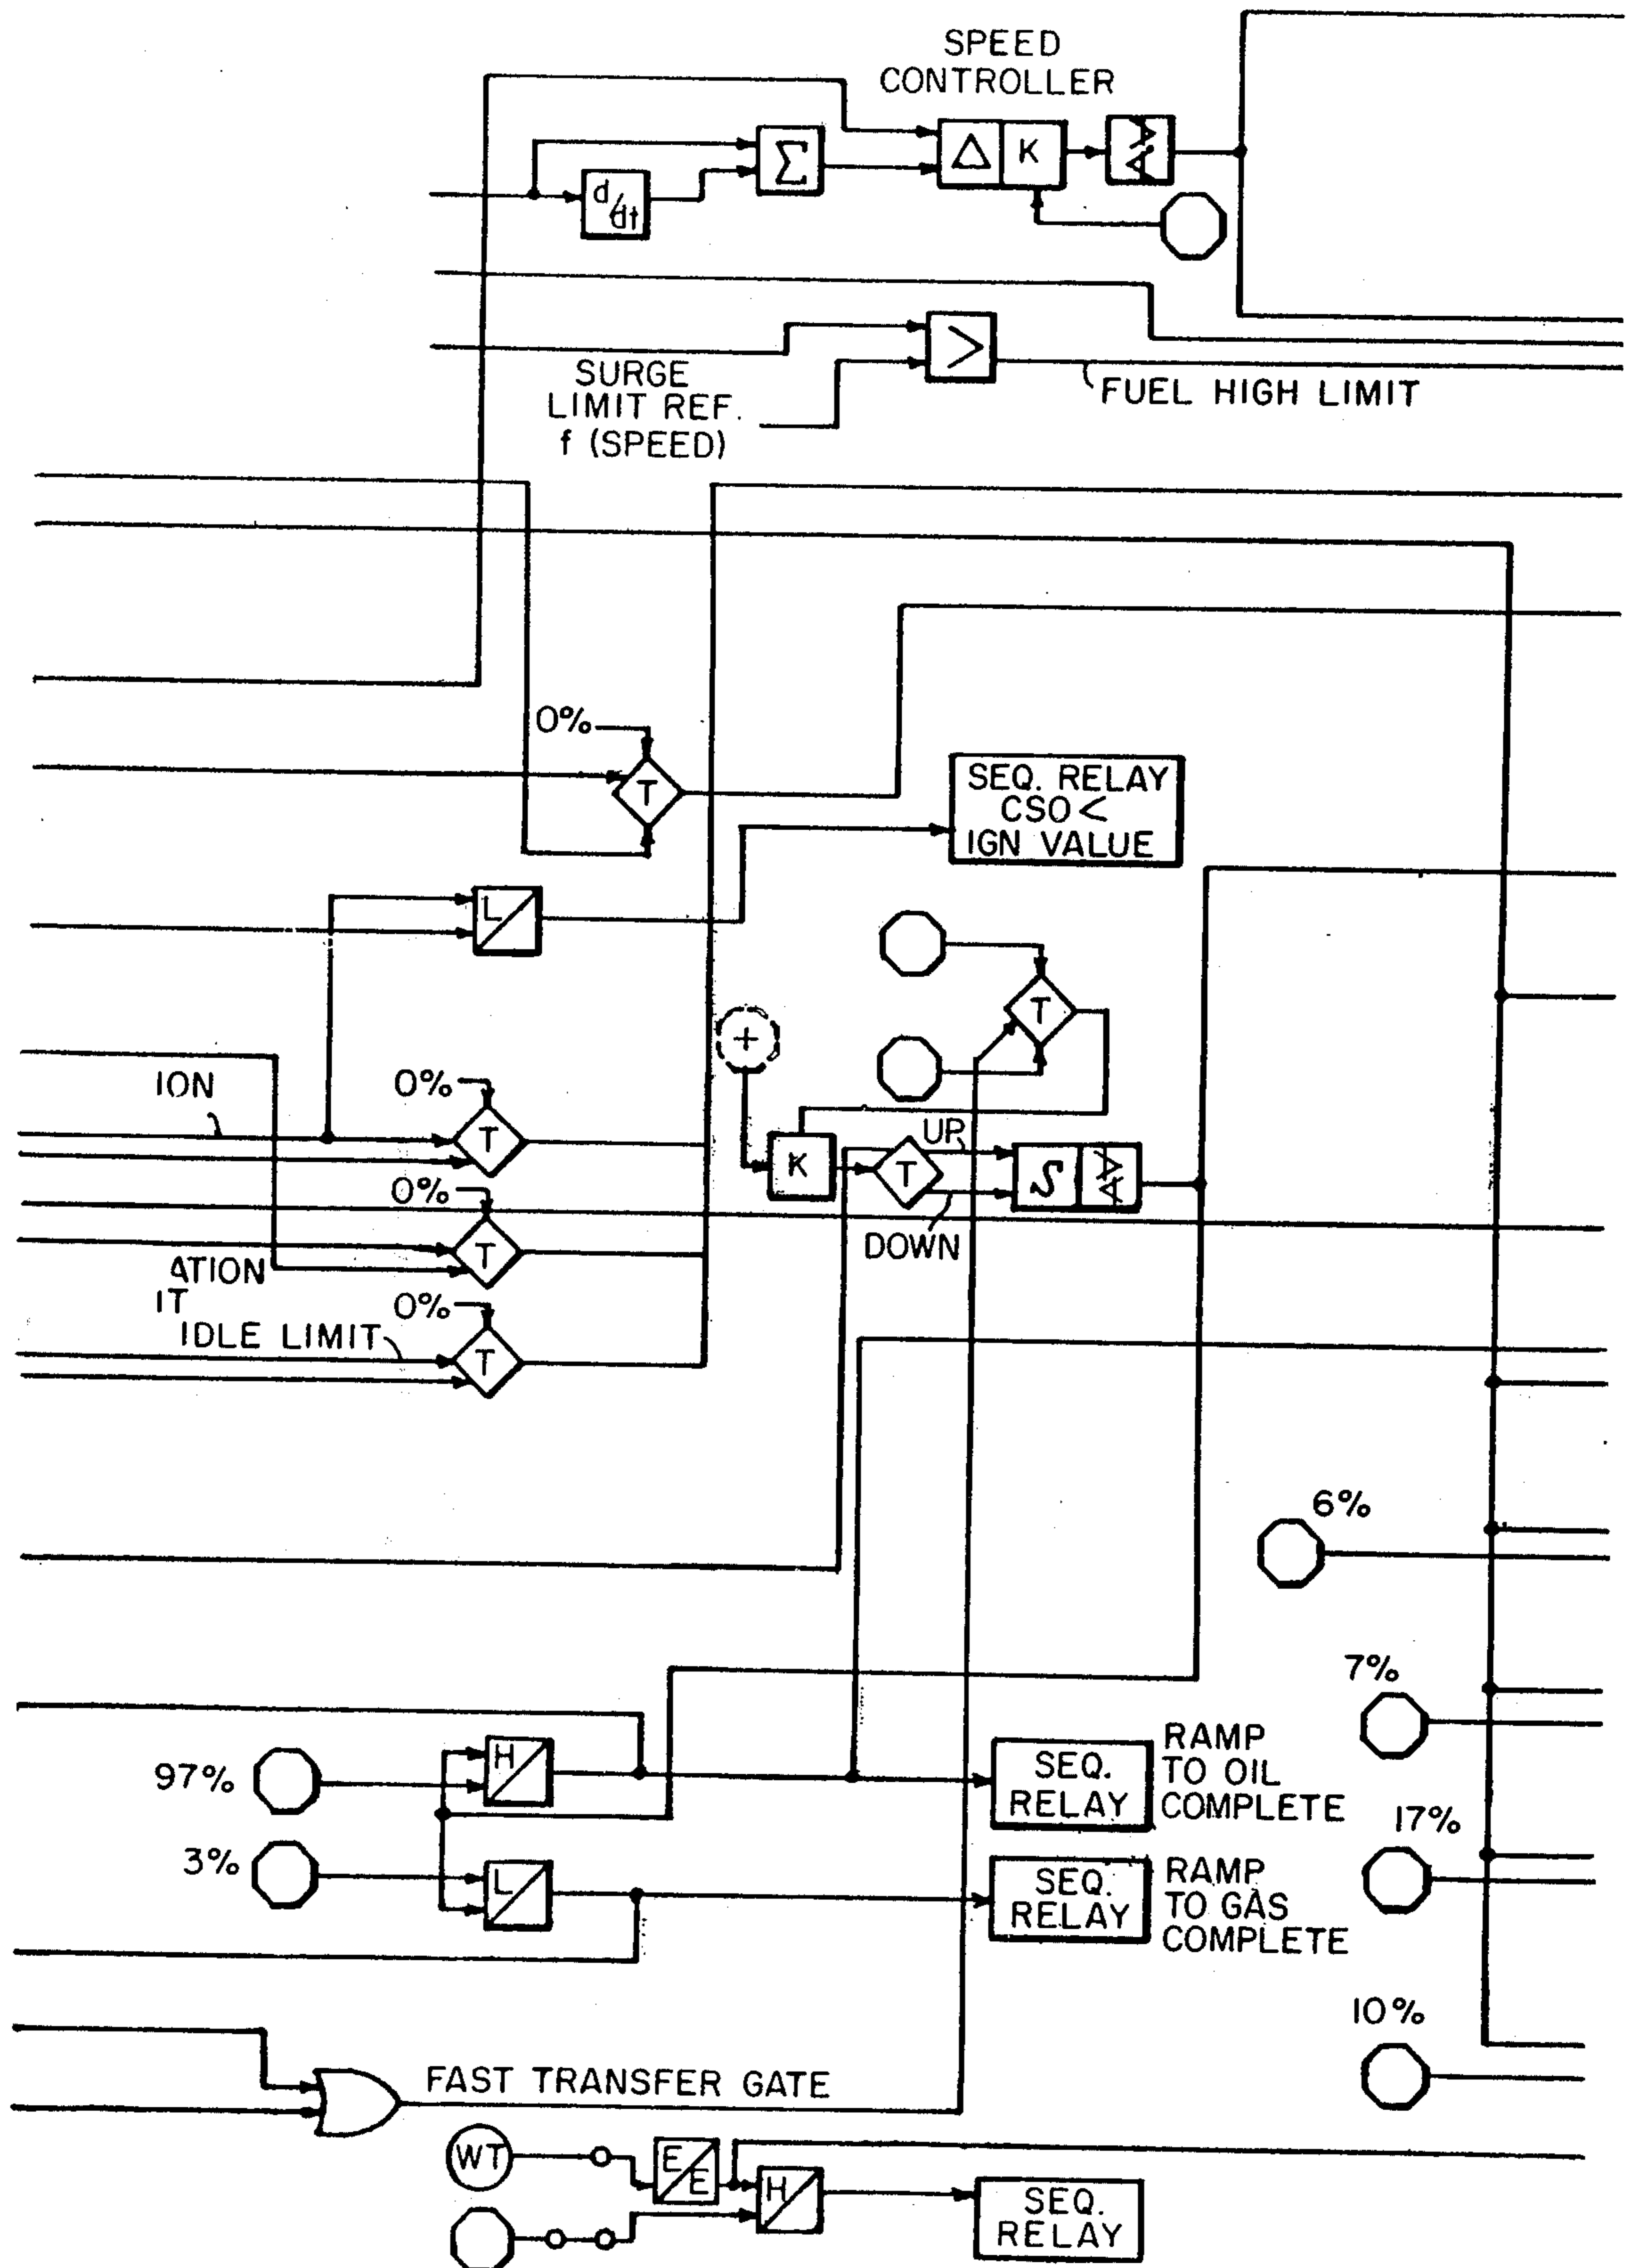 SPEED
CONTROLLER
Σ
Δ K
d/dt
>
SURGE
LIMIT REF.
f (SPEED)
FUEL HIGH LIMIT
0%
T
SEQ. RELAY
CSO <
IGN VALUE
L
T
+
ION
0%
T
UP
K
T
∫
0%
T
DOWN
ATION
IT
0%
IDLE LIMIT
T
6%
7%
97%
H
SEQ.
RELAY
RAMP
TO OIL
COMPLETE
17%
3%
L
SEQ.
RELAY
RAMP
TO GAS
COMPLETE
10%
FAST TRANSFER GATE
WT
E/E
H
SEQ.
RELAY